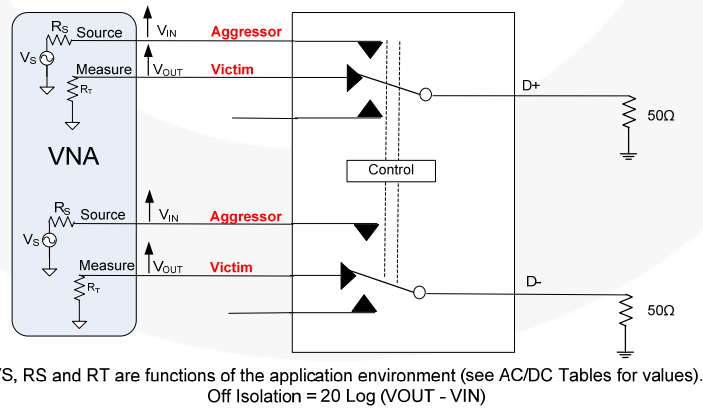 RS Source VIN Aggressor
VS
Measure VOUT Victim
RT
D+
50Ω
VNA
Control
RS Source VIN Aggressor
VS
Measure VOUT Victim
RT
D-
50Ω
VS, RS and RT are functions of the application environment (see AC/DC Tables for values).
Off Isolation = 20 Log (VOUT - VIN)